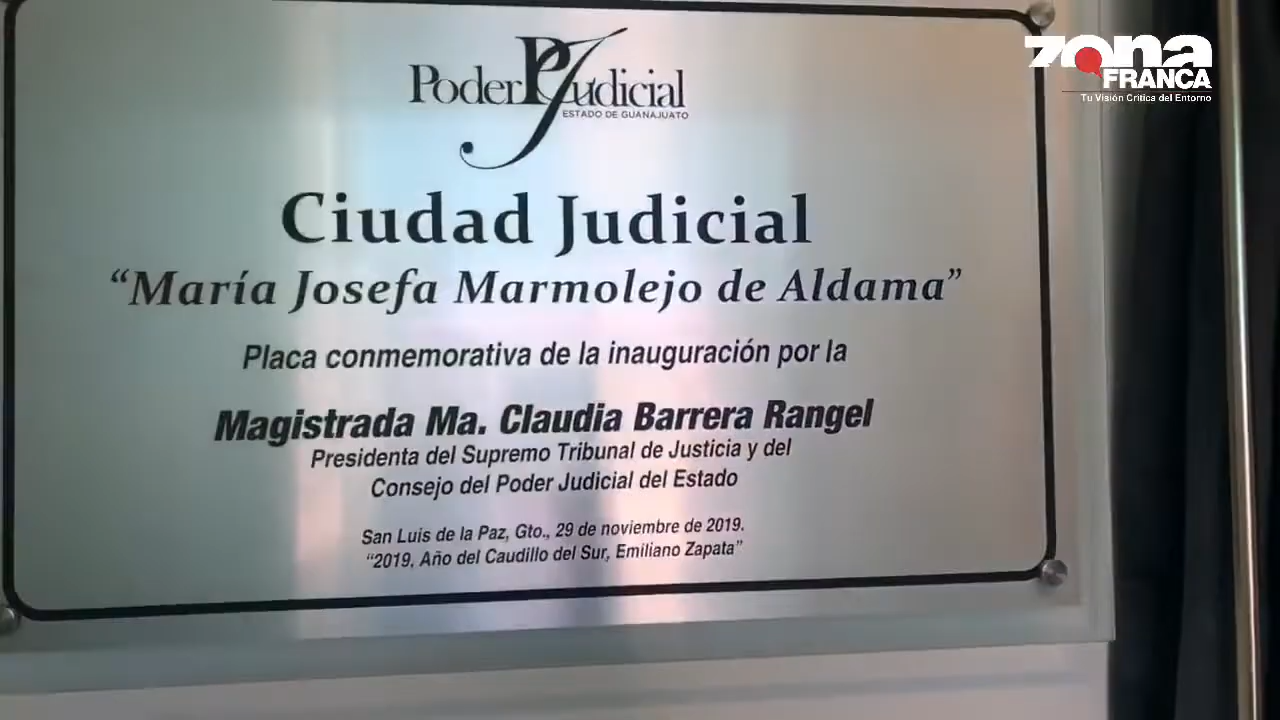 Poder Judicial
ESTADO DE GUANAJUATO
Ciudad Judicial
“María Josefa Marmolejo de Aldama”
Placa conmemorativa de la inauguración por la
Magistrada Ma. Claudia Barrera Rangel
Presidenta del Supremo Tribunal de Justicia y del
Consejo del Poder Judicial del Estado
San Luis de la Paz, Gto., 29 de noviembre de 2019.
“2019, Año del Caudillo del Sur, Emiliano Zapata”
zona
FRANCA
Tu Visión Crítica del Entorno